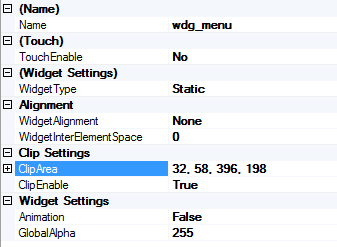 (Name)
Name wdg_menu
(Touch)
TouchEnable No
(Widget Settings)
WidgetType Static
Alignment
WidgetAlignment None
WidgetInterElementSpace 0
Clip Settings
ClipArea 32, 58, 396, 198
ClipEnable True
Widget Settings
Animation False
GlobalAlpha 255